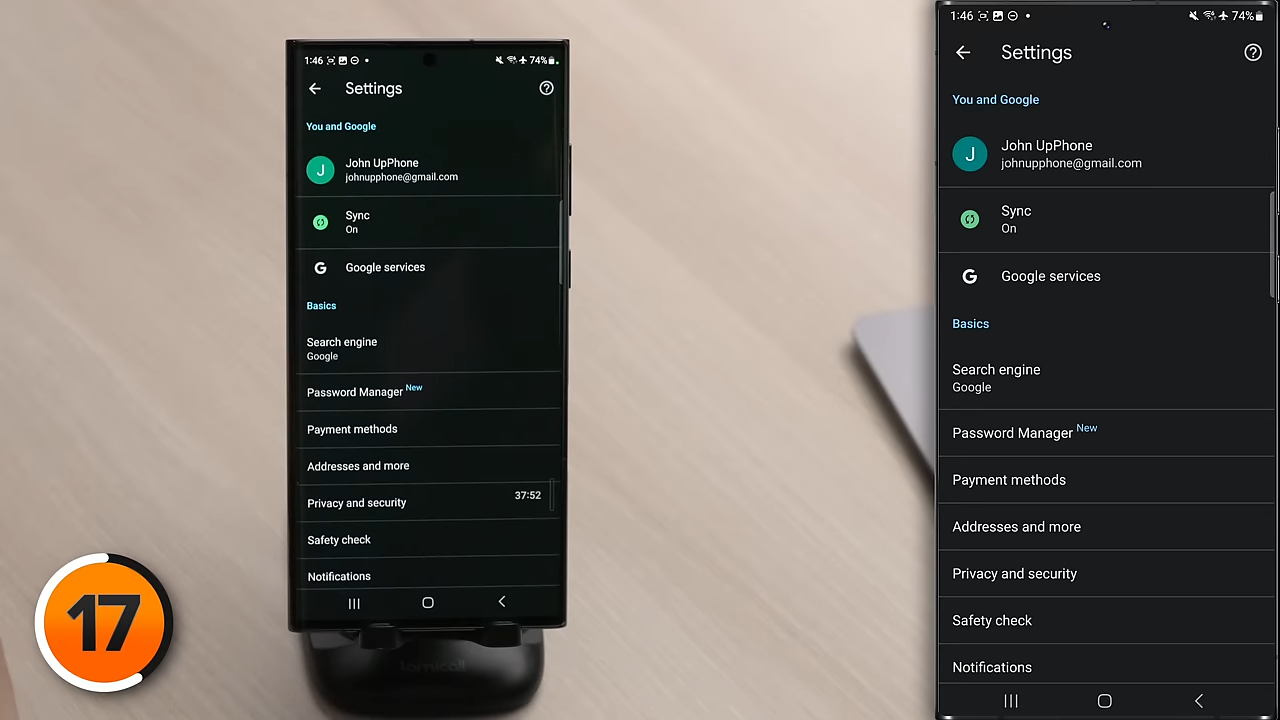 1:46
74%
Settings
You and Google
J
John UpPhone
johnupphone@gmail.com
Sync
On
G
Google services
Basics
Search engine
Google
Password Manager New
Payment methods
Addresses and more
Privacy and security
37:52
Safety check
Notifications
lamicall
17
1:46
74%
Settings
You and Google
J
John UpPhone
johnupphone@gmail.com
Sync
On
G
Google services
Basics
Search engine
Google
Password Manager New
Payment methods
Addresses and more
Privacy and security
Safety check
Notifications